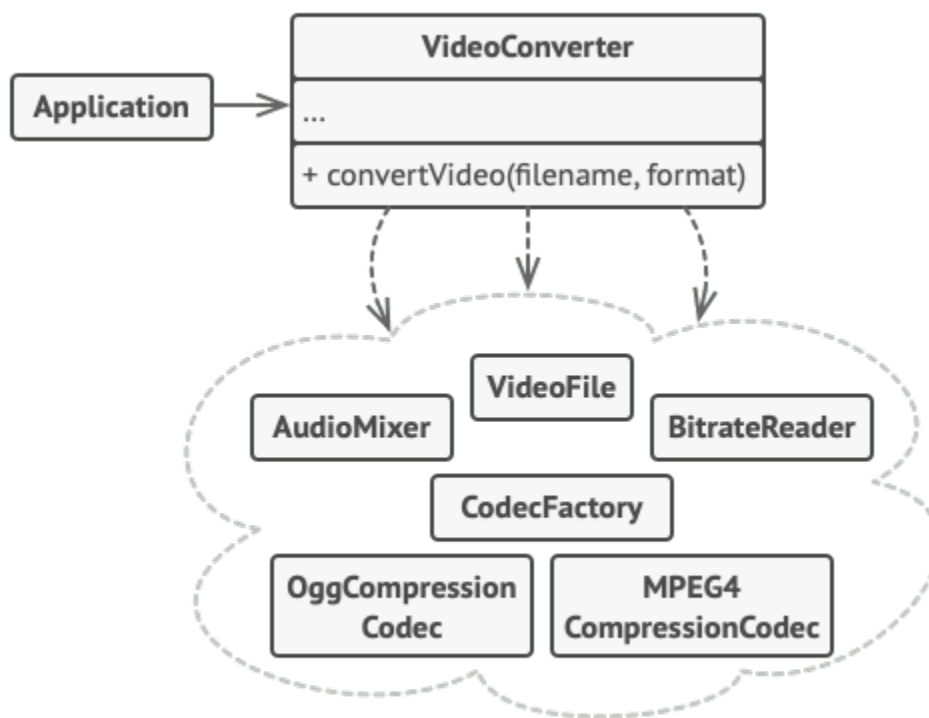 VideoConverter
Application
...
+ convertVideo(filename, format)
VideoFile
AudioMixer
BitrateReader
CodecFactory
OggCompression
Codec
MPEG4
CompressionCodec